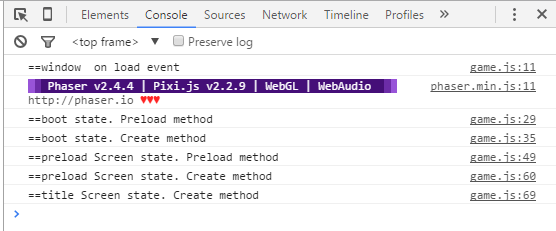 Elements Console Sources Network Timeline Profiles »
<top frame> ▼ Preserve log
==window  on load event game.js:11
Phaser v2.4.4 | Pixi.js v2.2.9 | WebGL | WebAudio phaser.min.js:11
http://phaser.io ♥♥♥
==boot state. Preload method game.js:29
==boot state. Create method game.js:35
==preload Screen state. Preload method game.js:49
==preload Screen state. Create method game.js:60
==title Screen state. Create method game.js:69
>